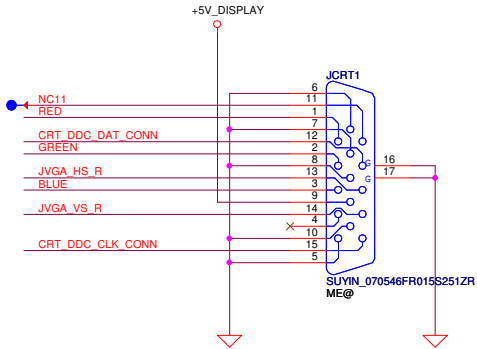 +5V_DISPLAY
JCRT1
6
NC11
11
RED
1
7
CRT_DDC_DAT_CONN
12
GREEN
2
8
G
16
JVGA_HS_R
13
G
17
BLUE
3
9
JVGA_VS_R
14
4
10
CRT_DDC_CLK_CONN
15
5
SUYIN_070546FR015S251ZR
ME@